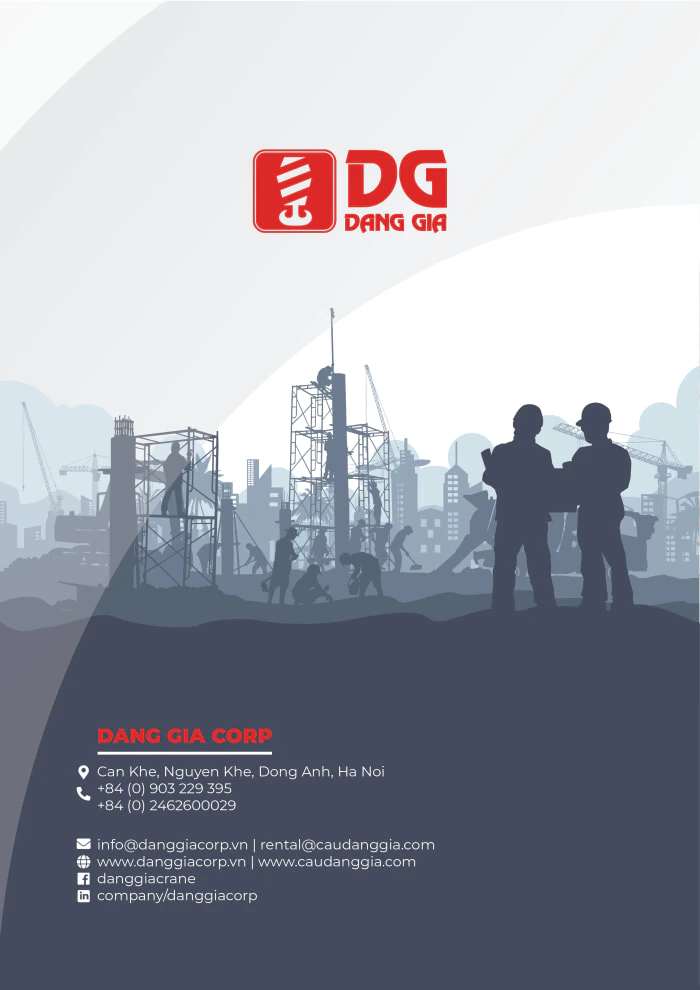 DG
DANG GIA
DANG GIA CORP
Can Khe, Nguyen Khe, Dong Anh, Ha Noi
+84 (0) 903 229 395
+84 (0) 2462600029
info@danggiacorp.vn | rental@caudanggia.com
www.danggiacorp.vn | www.caudanggia.com
danggiacrane
company/danggiacorp